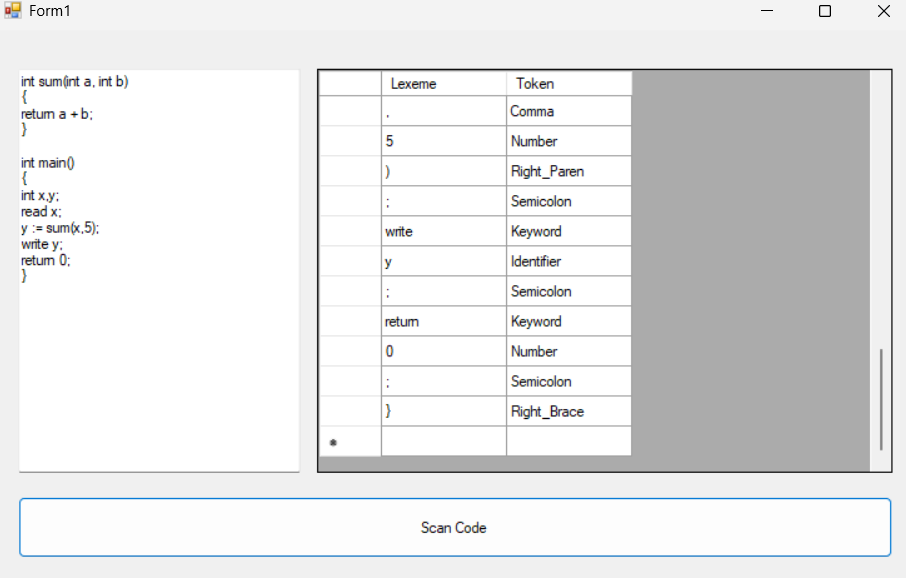 Form1
int sum(int a, int b)
{
return a + b;
}
int main()
{
int x,y;
read x;
y := sum(x,5);
write y;
return 0;
}
Lexeme Token
, Comma
5 Number
) Right_Paren
; Semicolon
write Keyword
y Identifier
; Semicolon
return Keyword
0 Number
; Semicolon
} Right_Brace
Scan Code